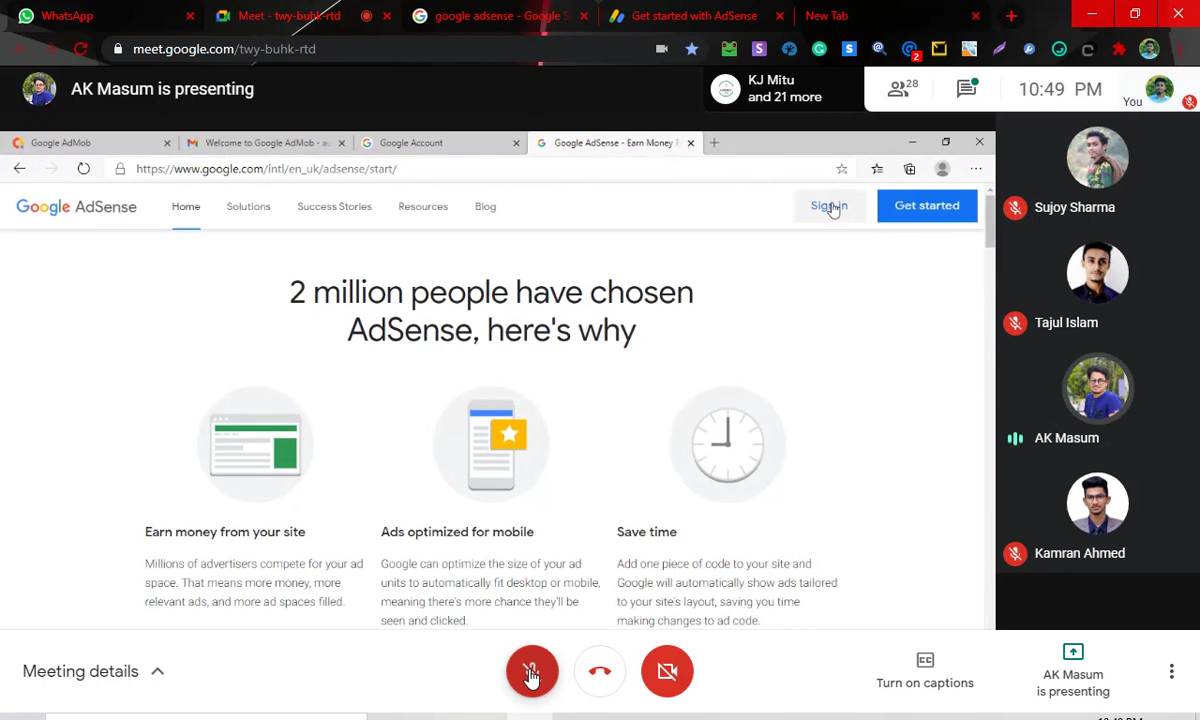 WhatsApp
Meet - twy-buhk-rtd
google adsense - Google S
Get started with AdSense
New Tab
meet.google.com/twy-buhk-rtd
2
AK Masum is presenting
KJ Mitu
and 21 more
28
10:49 PM
You
Google AdMob
Welcome to Google AdMob - a
Google Account
Google AdSense - Earn Money F
https://www.google.com/intl/en_uk/adsense/start/
Google AdSense
Home
Solutions
Success Stories
Resources
Blog
Sign in
Get started
2 million people have chosen
AdSense, here's why
Earn money from your site
Millions of advertisers compete for your ad
space. That means more money, more
relevant ads, and more ad spaces filled.
Ads optimized for mobile
Google can optimize the size of your ad
units to automatically fit desktop or mobile,
meaning there's more chance they'll be
seen and clicked.
Save time
Add one piece of code to your site and
Google will automatically show ads tailored
to your site's layout, saving you time
making changes to ad code.
Sujoy Sharma
Tajul Islam
AK Masum
Kamran Ahmed
Meeting details
CC
Turn on captions
AK Masum
is presenting